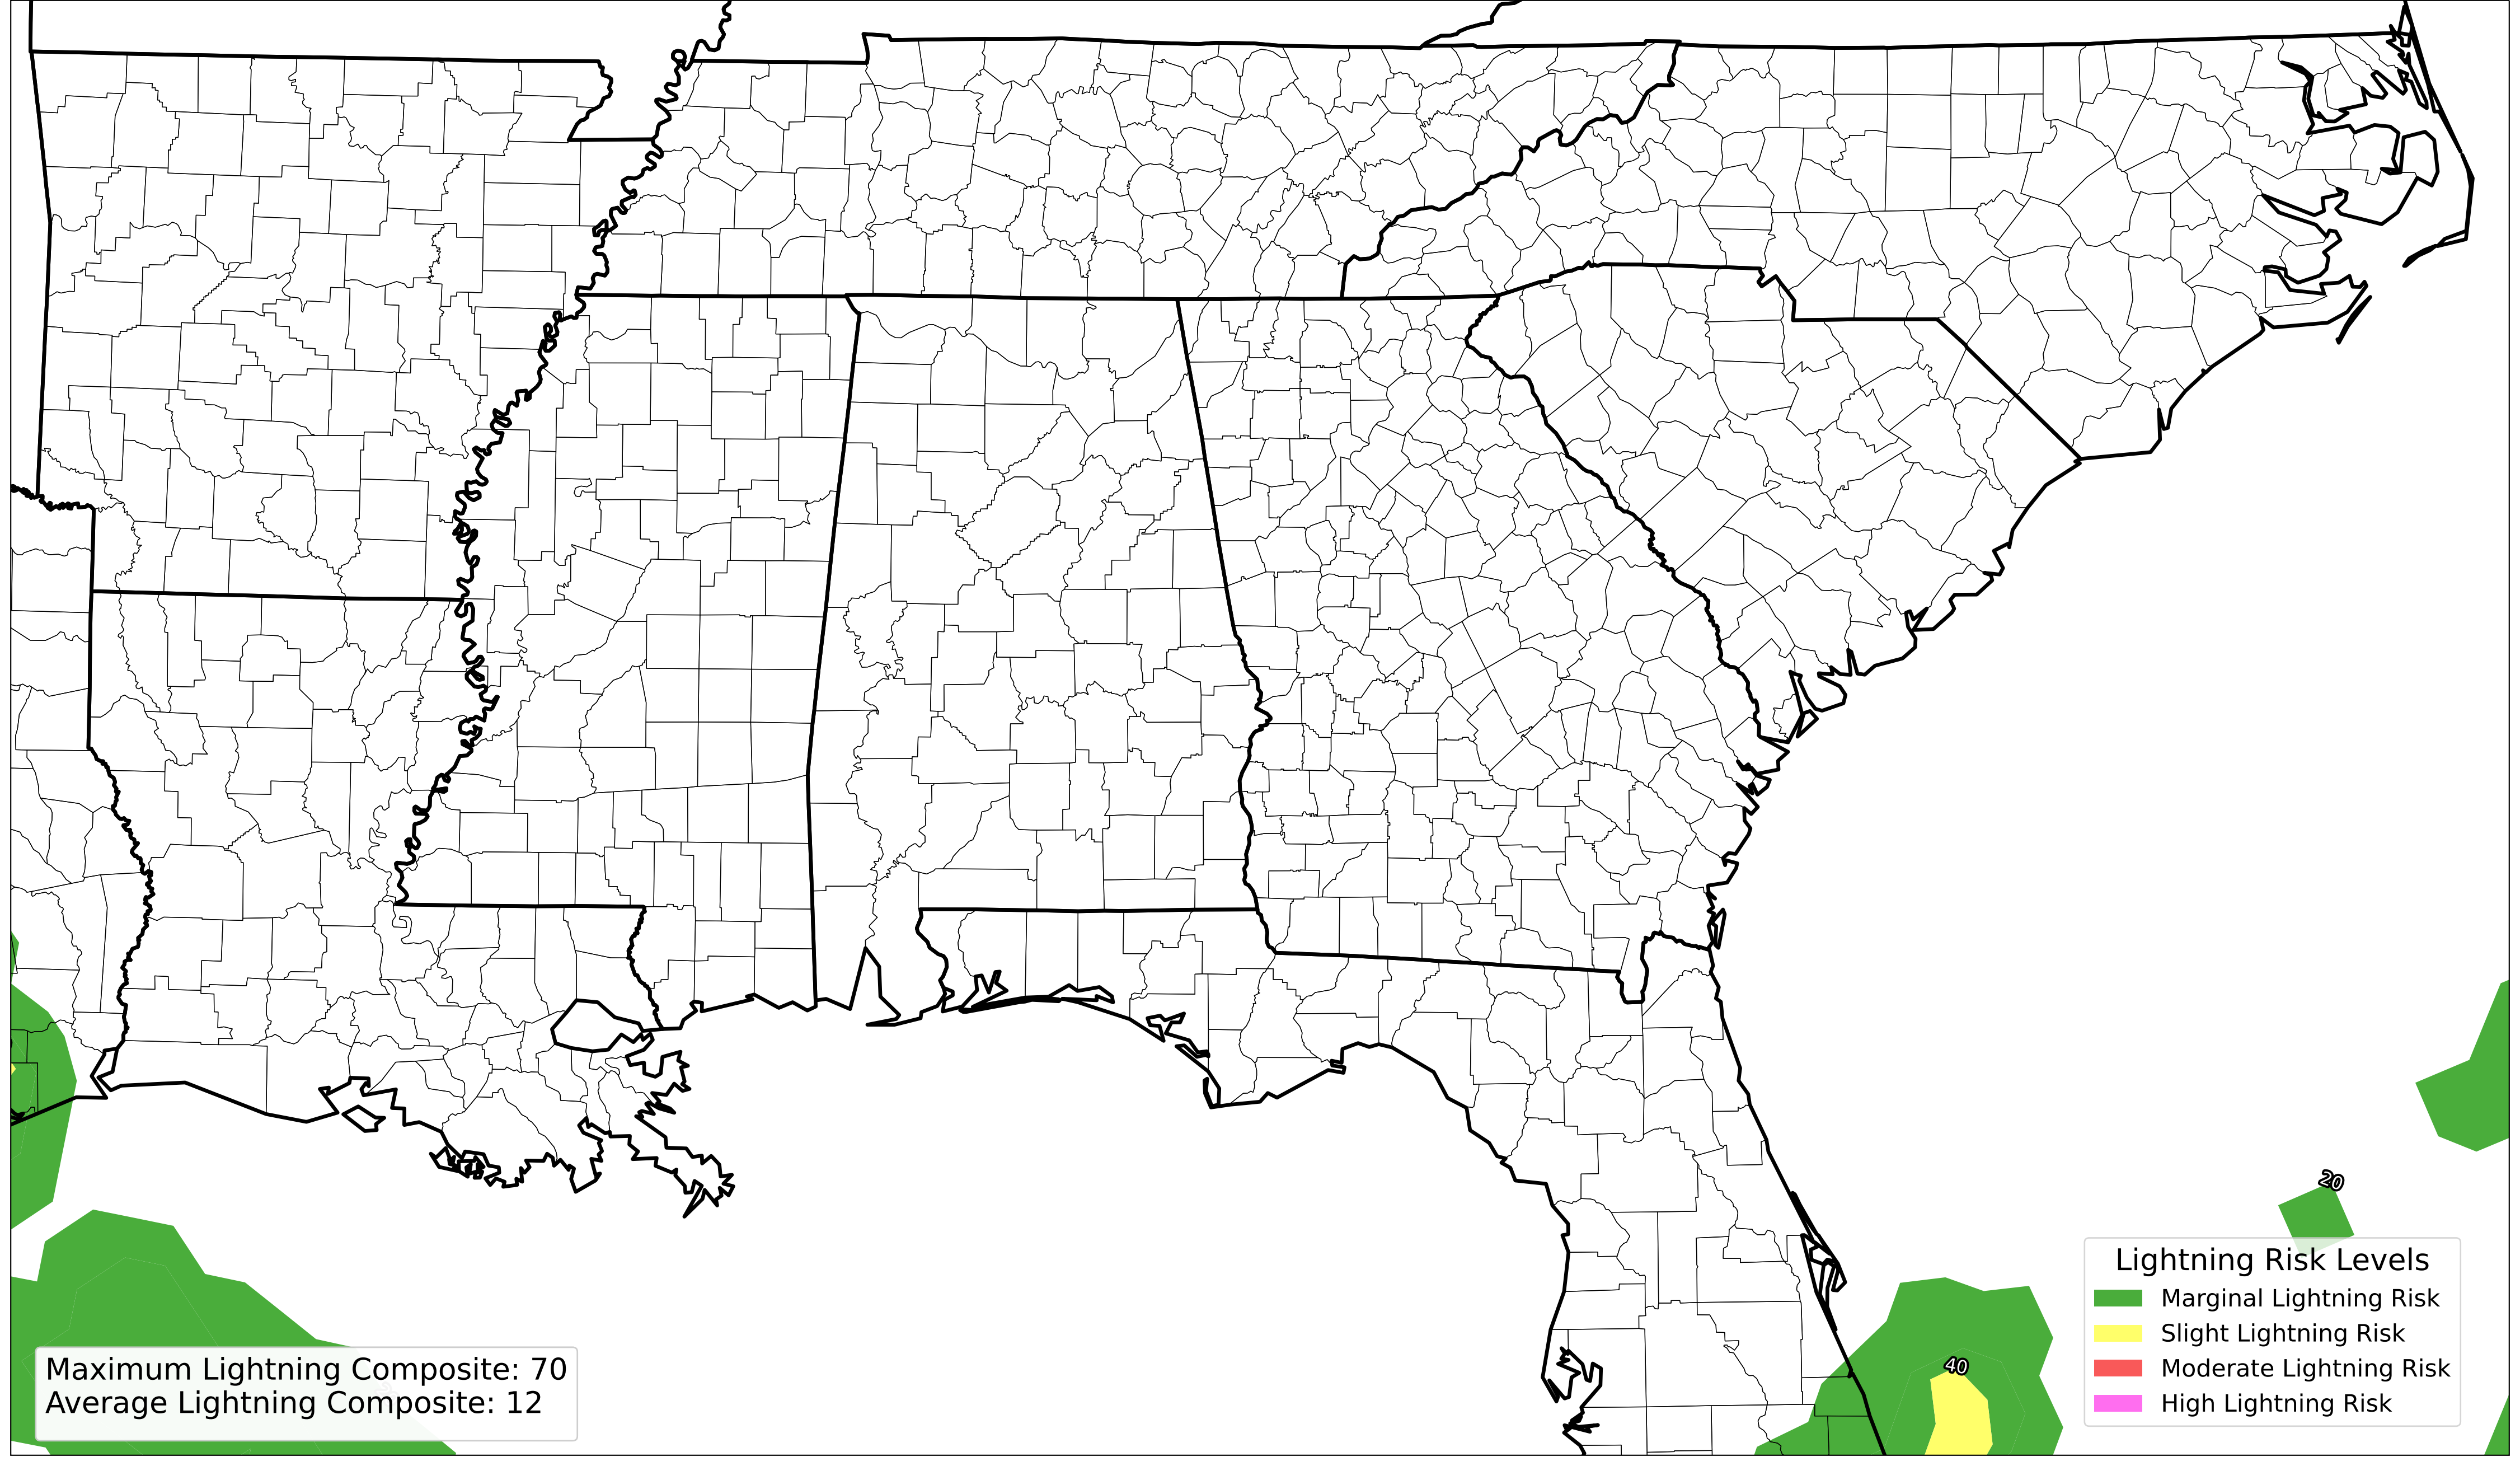 20
40
Lightning Risk Levels
Marginal Lightning Risk
Slight Lightning Risk
Moderate Lightning Risk
High Lightning Risk
Maximum Lightning Composite: 70
Average Lightning Composite: 12